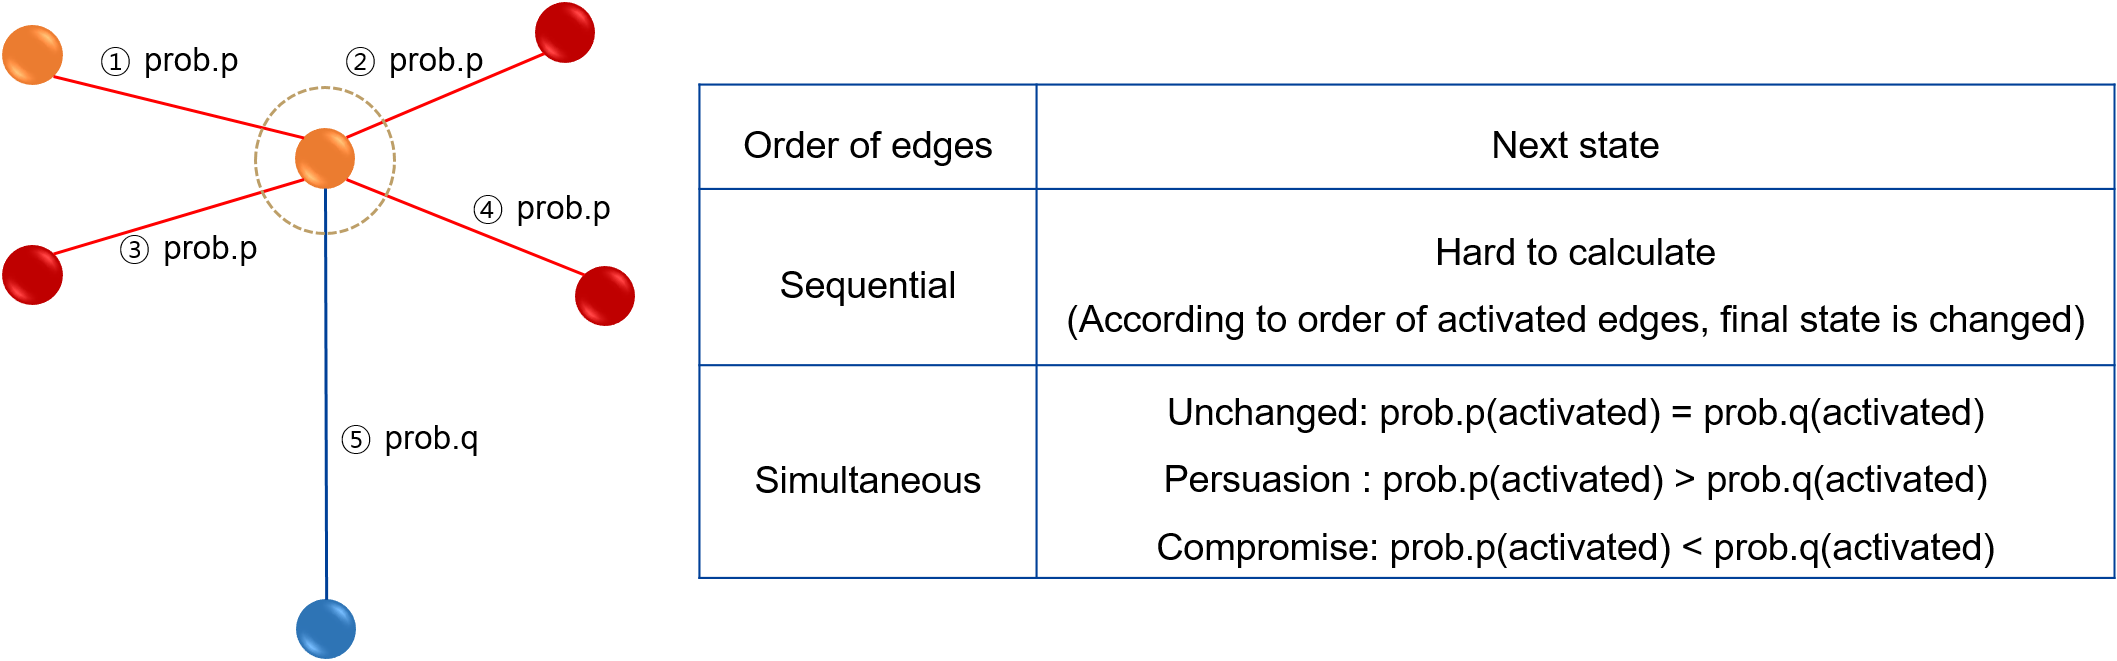 ① prob.p
② prob.p
③ prob.p
④ prob.p
⑤ prob.q
Order of edges
Next state
Sequential
Hard to calculate
(According to order of activated edges, final state is changed)
Simultaneous
Unchanged: prob.p(activated) = prob.q(activated)
Persuasion : prob.p(activated) > prob.q(activated)
Compromise: prob.p(activated) < prob.q(activated)